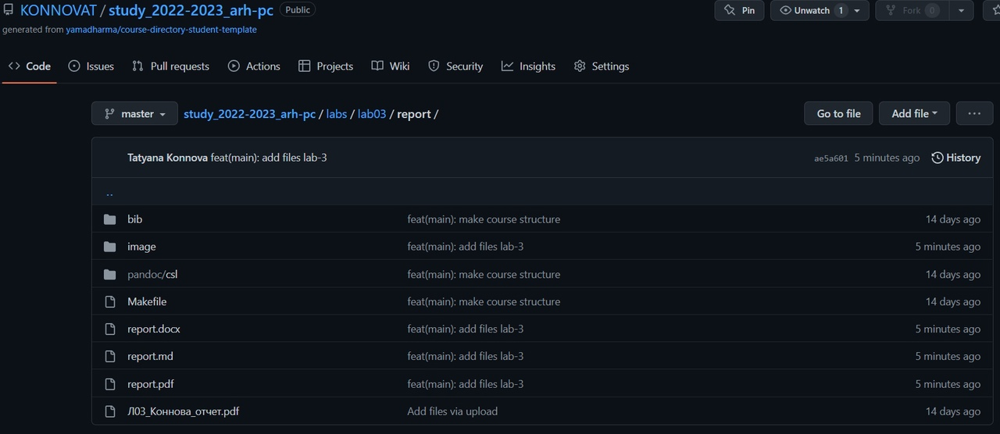 KONNOVAT / study_2022-2023_arh-pc Public Pin Unwatch 1 Fork 0
generated from yamadharma/course-directory-student-template
Code Issues Pull requests Actions Projects Wiki Security Insights Settings
master study_2022-2023_arh-pc / labs / lab03 / report / Go to file Add file ...
Tatyana Konnova feat(main): add files lab-3 ae5a601 5 minutes ago History
..
bib feat(main): make course structure 14 days ago
image feat(main): add files lab-3 5 minutes ago
pandoc/csl feat(main): make course structure 14 days ago
Makefile feat(main): make course structure 14 days ago
report.docx feat(main): add files lab-3 5 minutes ago
report.md feat(main): add files lab-3 5 minutes ago
report.pdf feat(main): add files lab-3 5 minutes ago
Л03_Коннова_отчет.pdf Add files via upload 14 days ago